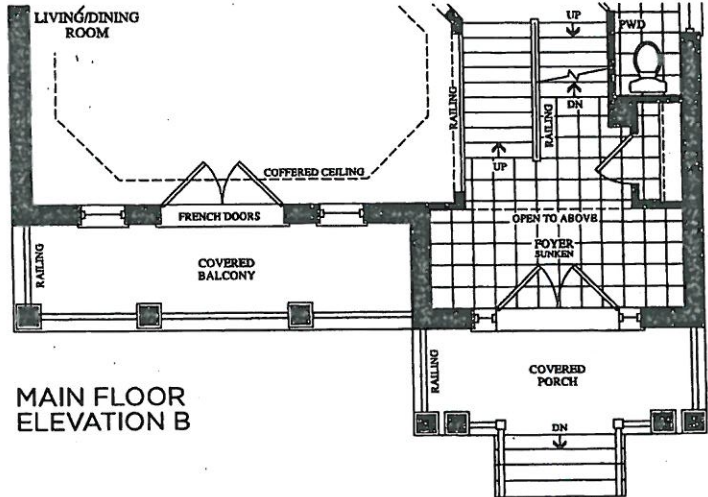 LIVING/DINING
ROOM
UP
PWD
RAILING
RAILING
DN
UP
COFFERED CEILING
FRENCH DOORS
OPEN TO ABOVE
FOYER
SUNKEN
RAILING
COVERED
BALCONY
RAILING
COVERED
PORCH
MAIN FLOOR
ELEVATION B
DN